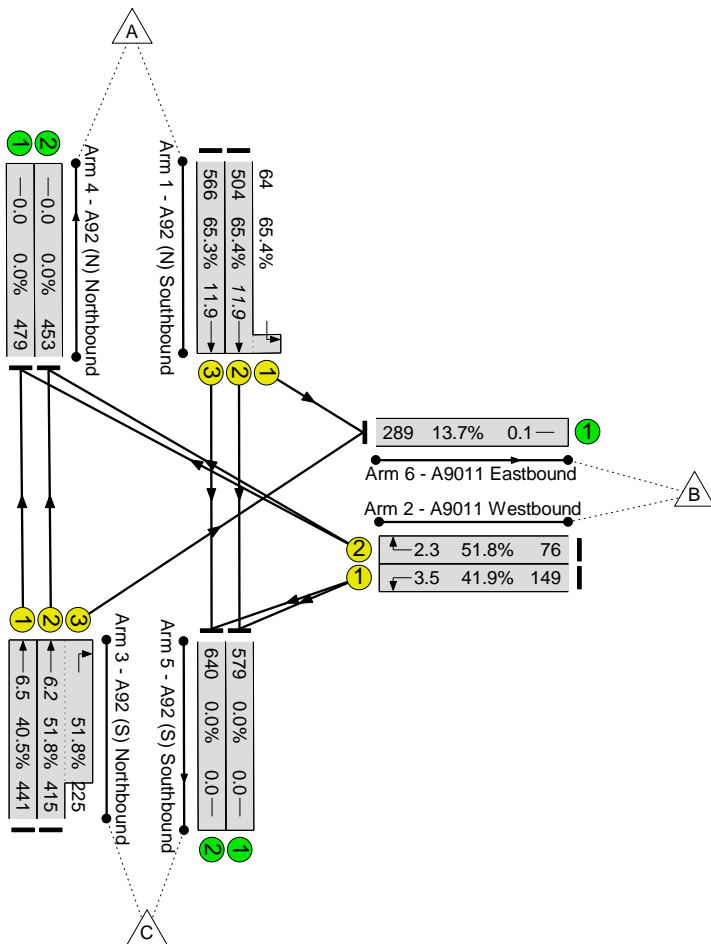 A
1
2
Arm 4 - A92 (N) Northbound
—0.0 0.0% 453
—0.0 0.0% 479
Arm 1 - A92 (N) Southbound
64 65.4%
504 65.4% 11.9
566 65.3% 11.9
3
2
1
289 13.7% 0.1
1
Arm 6 - A9011 Eastbound
B
Arm 2 - A9011 Westbound
2
2.3 51.8% 76
1
3.5 41.9% 149
1
2
3
Arm 3 - A92 (S) Northbound
51.8% 225
6.2 51.8% 415
6.5 40.5% 441
Arm 5 - A92 (S) Southbound
579 0.0% 0.0
640 0.0% 0.0
2
1
C